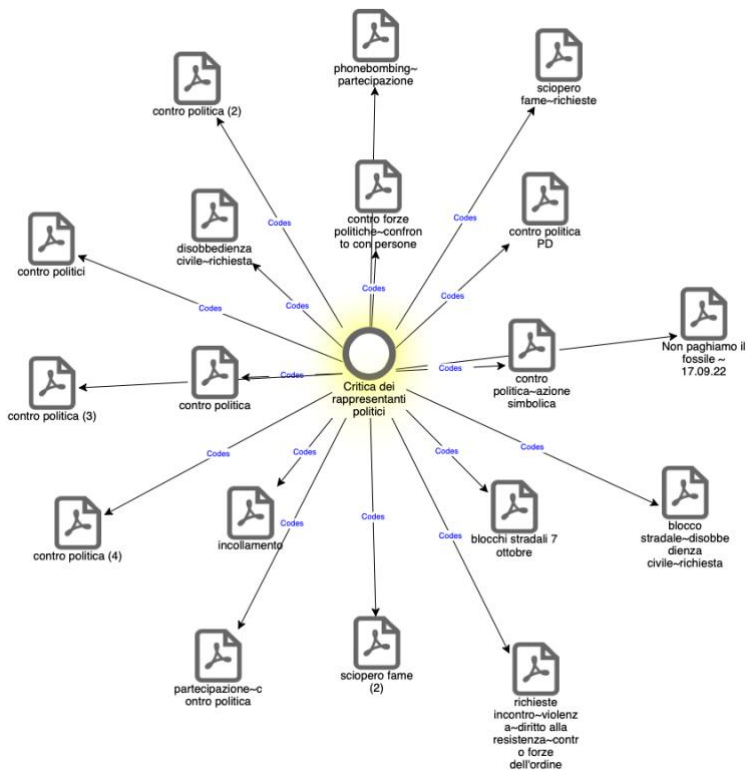 phonebombing~
partecipazione
sciopero
fame~richieste
contro politica (2)
Codes
contro forze
politiche~confron
to con persone
contro politica
PD
disobbedienza
civile~richiesta
Codes
Codes
contro politici
Codes
Codes
Codes
Codes
Non paghiamo il
fossile ~
17.09.22
contro politica (3)
contro politica
Codes
Critica dei
rappresentanti
politici
Codes
contro
politica~azione
simbolica
Codes
Codes
Codes
contro politica (4)
incollamento
Codes
Codes
Codes
blocchi stradali 7
ottobre
blocco
stradale~disobbe
dienza
civile~richiesta
partecipazione~c
ontro politica
sciopero fame
(2)
richieste
incontro~violenz
a~diritto alla
resistenza~contr
o forze
dell'ordine